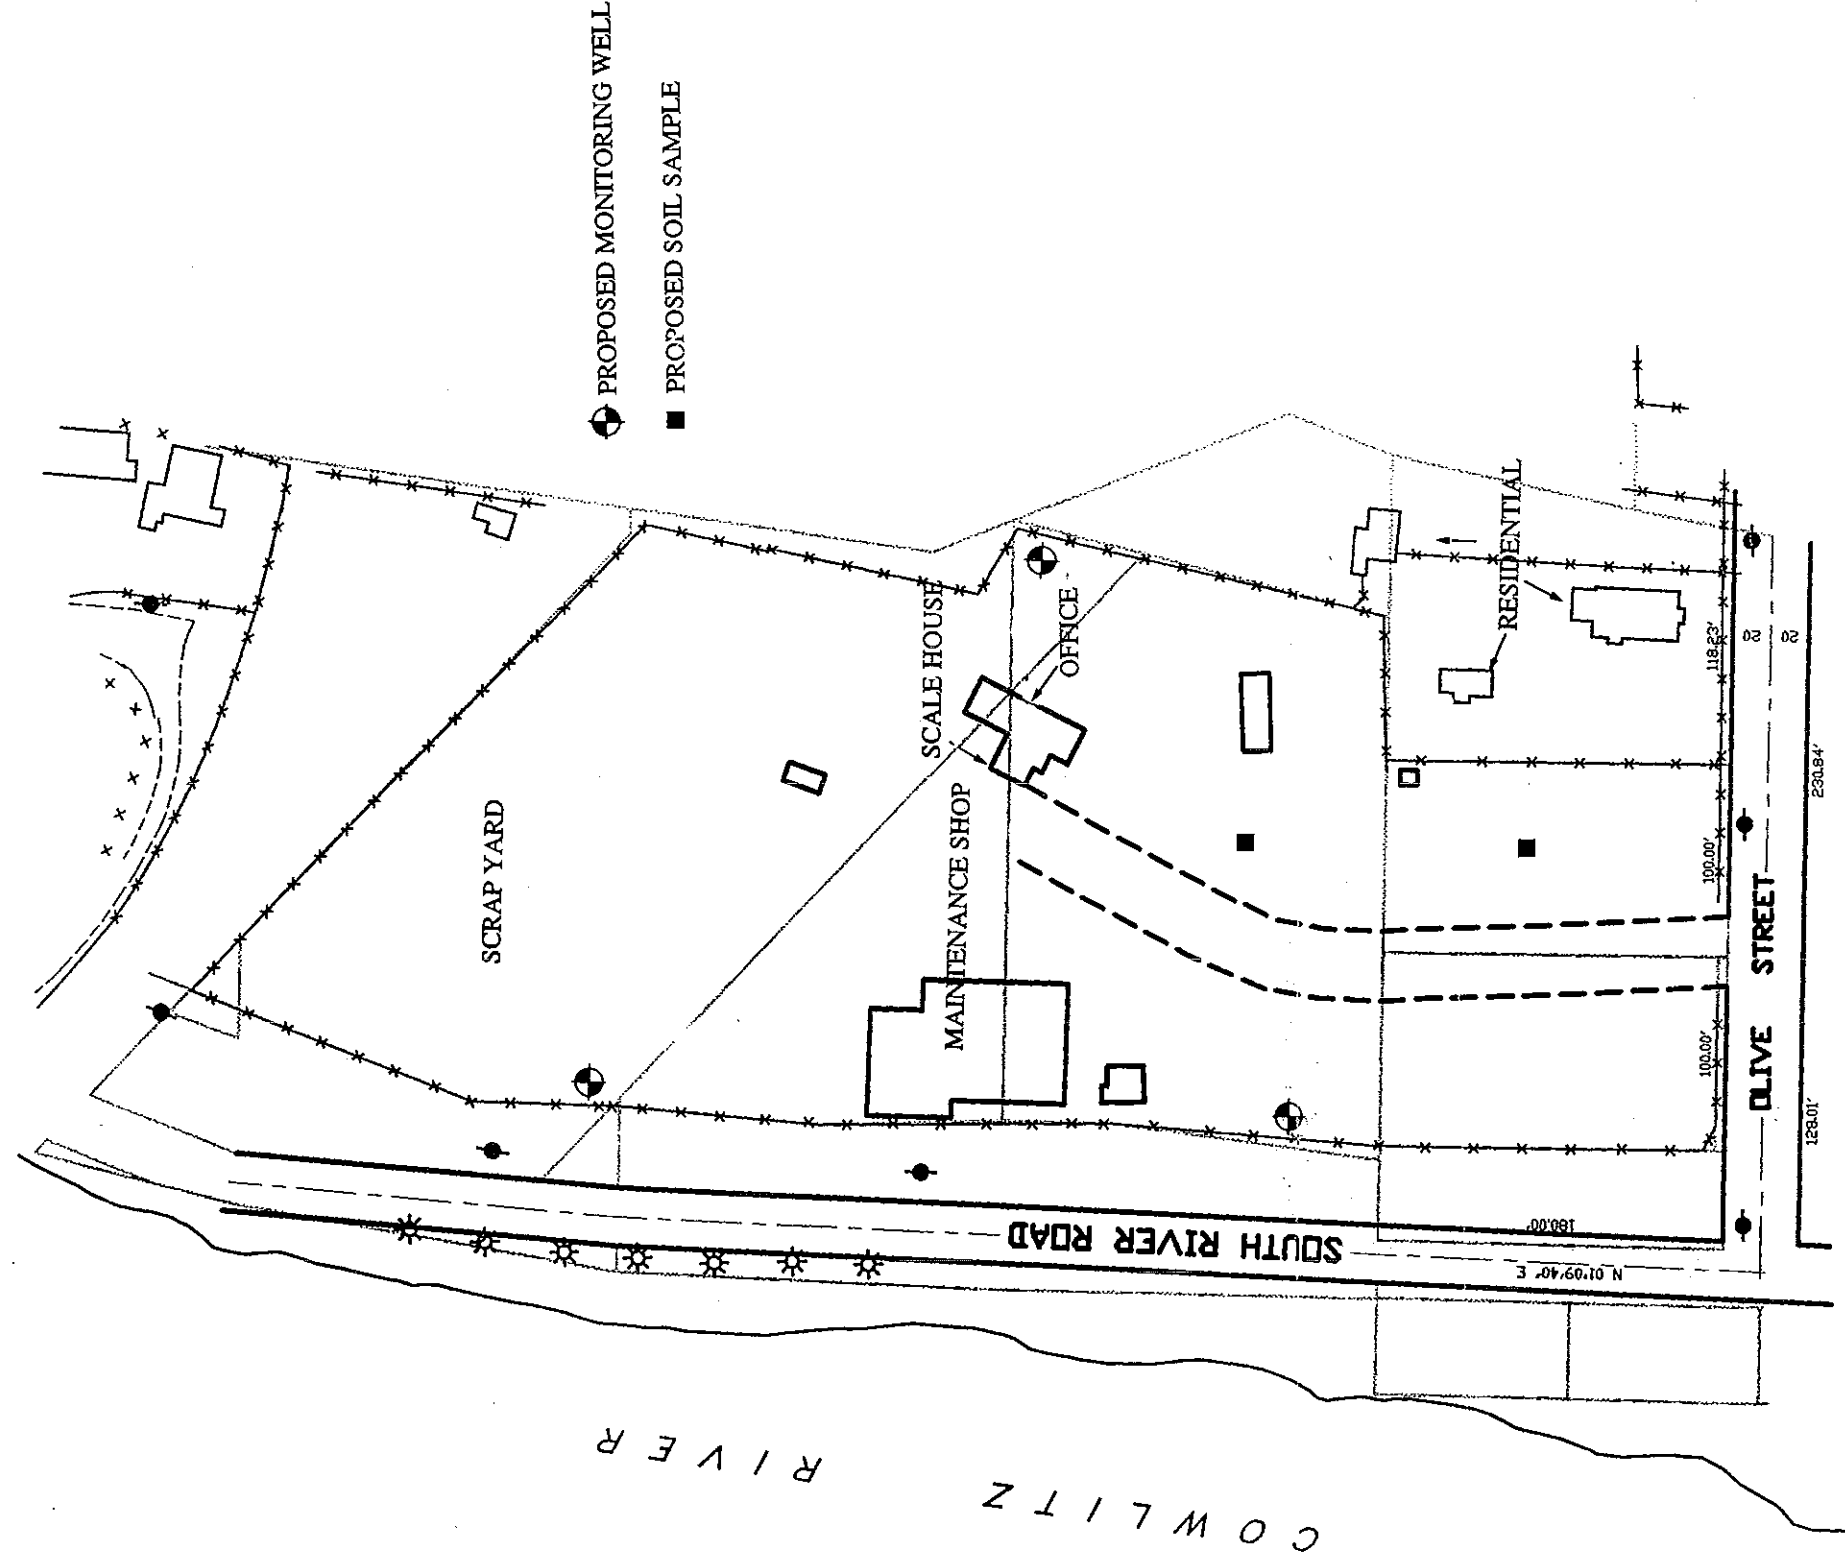 PROPOSED MONITORING WELL
PROPOSED SOIL SAMPLE
SCRAP YARD
SCALE HOUSE
OFFICE
MAINTENANCE SHOP
RESIDENTIAL
118.23'
20
20
230.84'
100.00'
OLIVE STREET
100.00'
129.01'
180.00'
SOUTH RIVER ROAD
N 01°09'40" E
COWLITZ RIVER